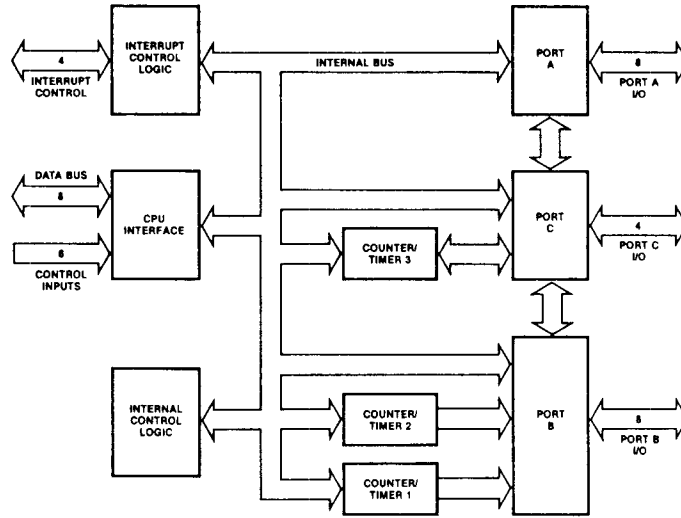 INTERRUPT
CONTROL
LOGIC
4
INTERRUPT
CONTROL
INTERNAL BUS
PORT
A
8
PORT A
I/O
DATA BUS
8
CPU
INTERFACE
6
CONTROL
INPUTS
COUNTER/
TIMER 3
PORT
C
4
PORT C
I/O
INTERNAL
CONTROL
LOGIC
COUNTER/
TIMER 2
COUNTER/
TIMER 1
PORT
B
8
PORT B
I/O